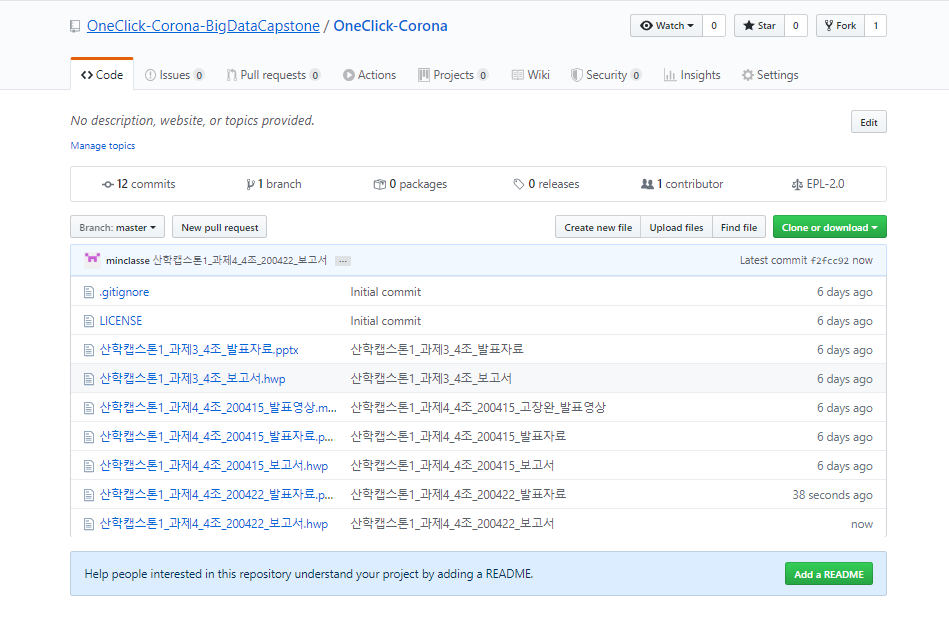 OneClick-Corona-BigDataCapstone / OneClick-Corona
Watch 0 Star 0 Fork 1
Code Issues 0 Pull requests 0 Actions Projects 0 Wiki Security 0 Insights Settings
No description, website, or topics provided. Edit
Manage topics
12 commits 1 branch 0 packages 0 releases 1 contributor EPL-2.0
Branch: master New pull request Create new file Upload files Find file Clone or download
minclasse 산학캡스톤1_과제4_4조_200422_보고서 ... Latest commit f2fcc92 now
.gitignore Initial commit 6 days ago
LICENSE Initial commit 6 days ago
산학캡스톤1_과제3_4조_발표자료.pptx 산학캡스톤1_과제3_4조_발표자료 6 days ago
산학캡스톤1_과제3_4조_보고서.hwp 산학캡스톤1_과제3_4조_보고서 6 days ago
산학캡스톤1_과제4_4조_200415_발표영상.m... 산학캡스톤1_과제4_4조_200415_고장완_발표영상 6 days ago
산학캡스톤1_과제4_4조_200415_발표자료.p... 산학캡스톤1_과제4_4조_200415_발표자료 6 days ago
산학캡스톤1_과제4_4조_200415_보고서.hwp 산학캡스톤1_과제4_4조_200415_보고서 6 days ago
산학캡스톤1_과제4_4조_200422_발표자료.p... 산학캡스톤1_과제4_4조_200422_발표자료 38 seconds ago
산학캡스톤1_과제4_4조_200422_보고서.hwp 산학캡스톤1_과제4_4조_200422_보고서 now
Help people interested in this repository understand your project by adding a README. Add a README